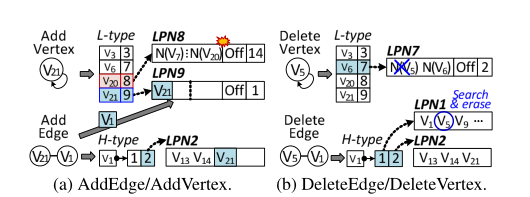 Add Vertex
V21
L-type
V3 3
V6 7
V20 8
V21 9
LPN8
N(V7) N(V20) Off 14
LPN9
V21 Off 1
Add Edge
V1
V21 V1
H-type
V1 1 2
LPN2
V13 V14 V21
(a) AddEdge/AddVertex.
Delete Vertex
V5
L-type
V3 3
V6 7
V20 8
V21 9
LPN7
N(V5) N(V6) Off 2
Search & erase
LPN1
V1 V5 V9 ...
Delete Edge
V5 V1
H-type
V1 1 2
LPN2
V13 V14 V21
(b) DeleteEdge/DeleteVertex.